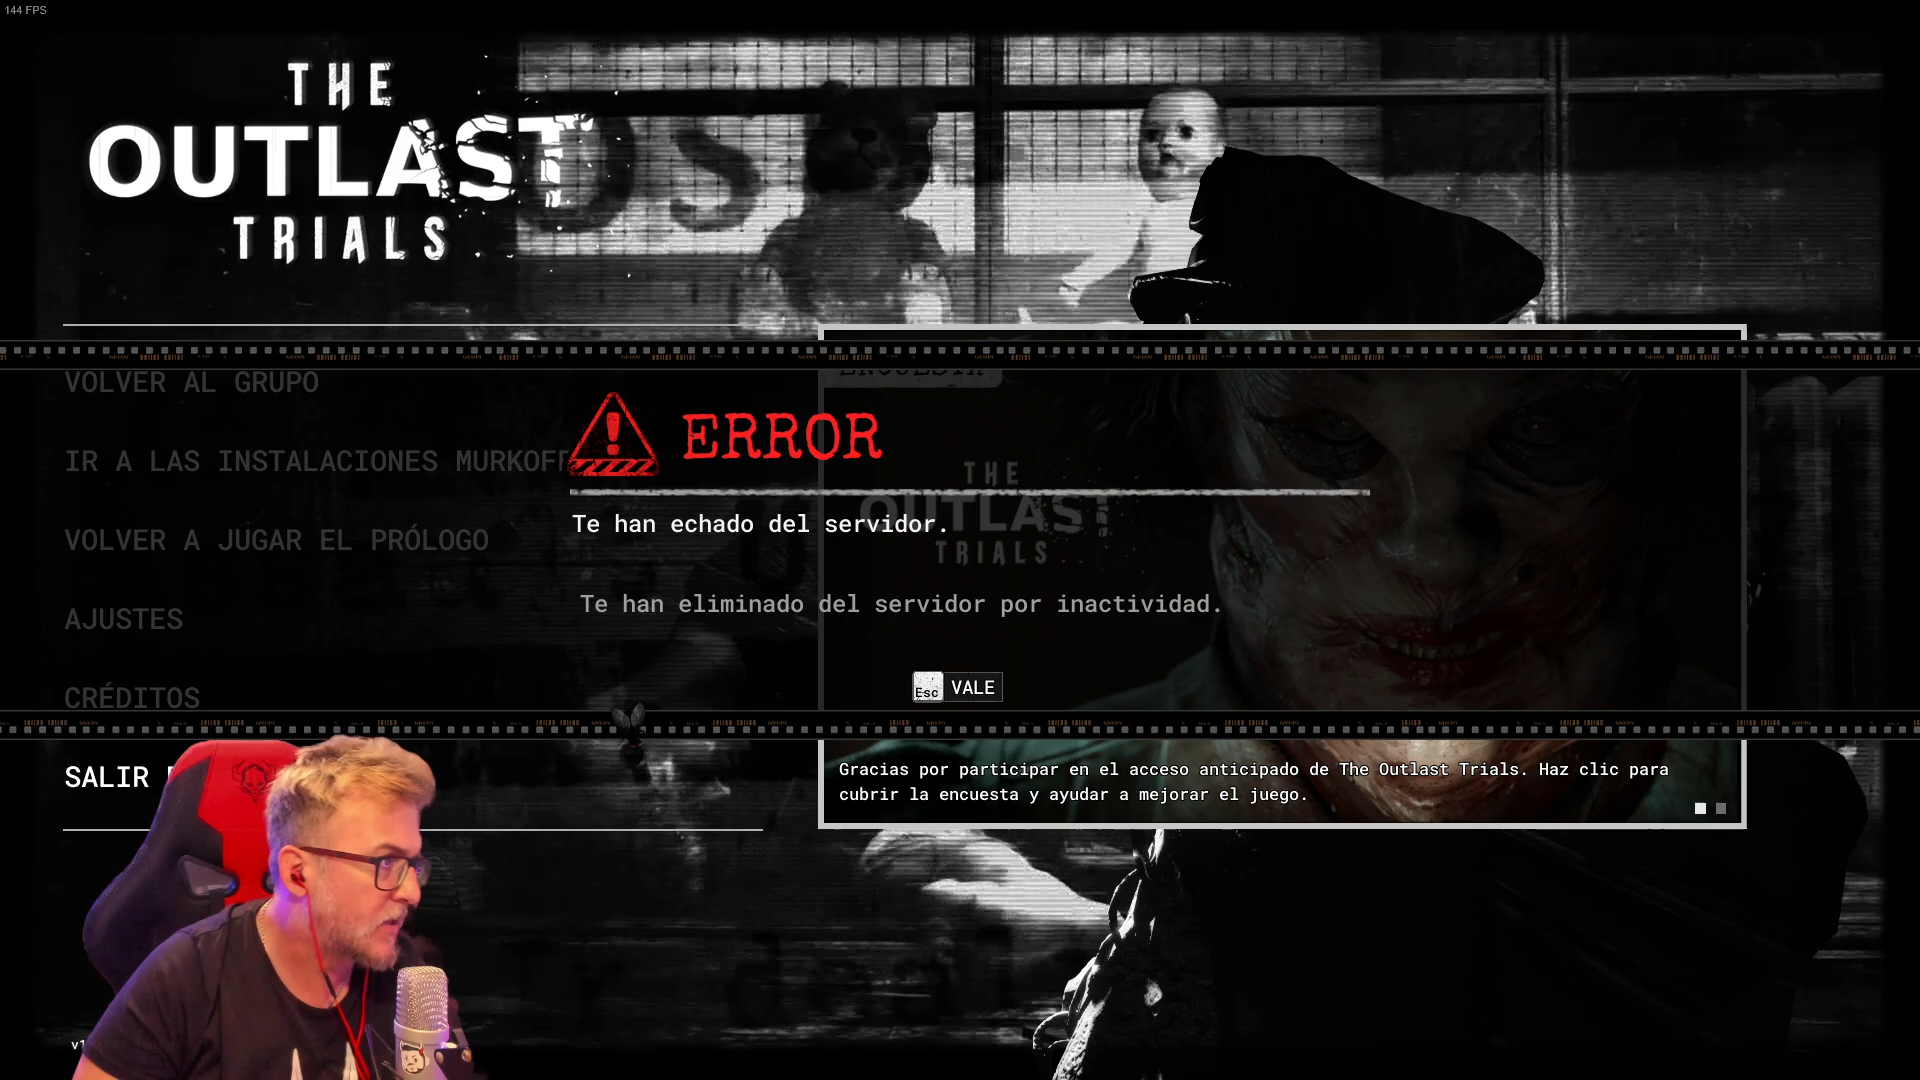 144 FPS
THE
OUTLAST
TRIALS
VOLVER AL GRUPO
IR A LAS INSTALACIONES MURKOFF
VOLVER A JUGAR EL PRÓLOGO
AJUSTES
CRÉDITOS
SALIR
ENCUESTA
ERROR
THE
OUTLAST
TRIALS
Te han echado del servidor.
Te han eliminado del servidor por inactividad.
Esc VALE
Gracias por participar en el acceso anticipado de The Outlast Trials. Haz clic para
cubrir la encuesta y ayudar a mejorar el juego.